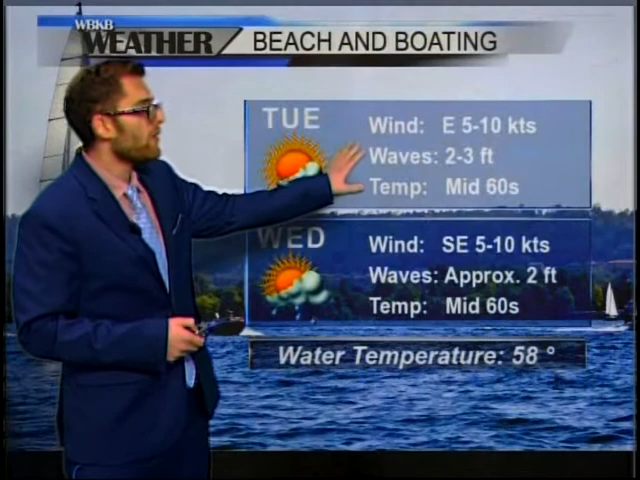 WBKB
WEATHER
BEACH AND BOATING
TUE
Wind: E 5-10 kts
Waves: 2-3 ft
Temp: Mid 60s
WED
Wind: SE 5-10 kts
Waves: Approx. 2 ft
Temp: Mid 60s
Water Temperature: 58 °